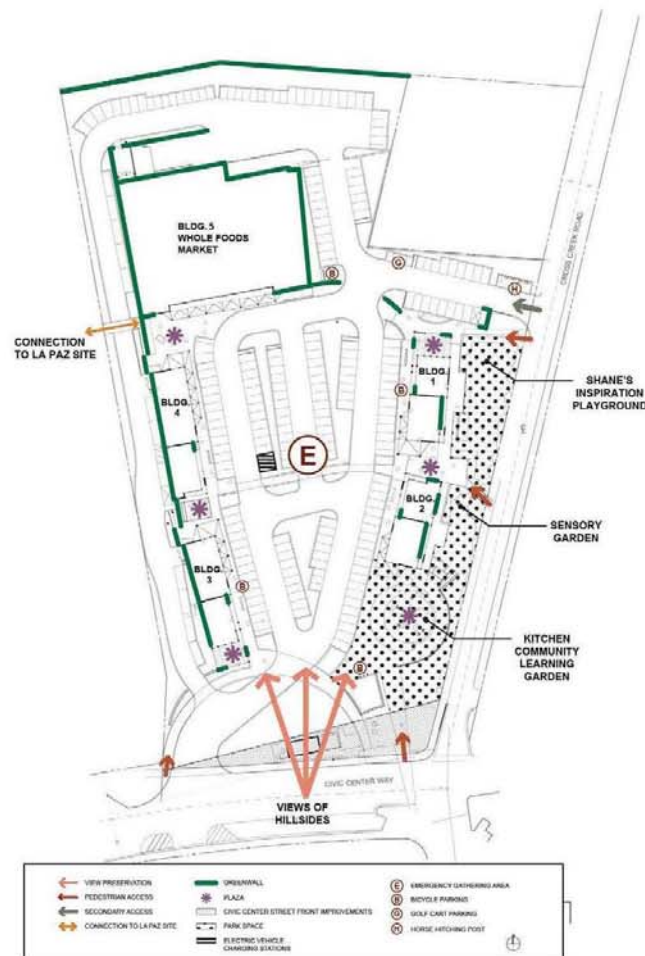 BLDG. 5
WHOLE FOODS
MARKET
CROSS CREEK ROAD
G
H
B
CONNECTION
TO LA PAZ SITE
BLDG.
4
BLDG.
1
B
SHANE'S
INSPIRATION
PLAYGROUND
E
BLDG.
2
SENSORY
GARDEN
BLDG.
3
B
KITCHEN
COMMUNITY
LEARNING
GARDEN
B
CIVIC CENTER WAY
VIEWS OF
HILLSIDES
VIEW PRESERVATION
PEDESTRIAN ACCESS
SECONDARY ACCESS
CONNECTION TO LA PAZ SITE
GREENWALL
PLAZA
CIVIC CENTER STREET FRONT IMPROVEMENTS
PARK SPACE
ELECTRIC VEHICLE
CHARGING STATIONS
E EMERGENCY GATHERING AREA
B BICYCLE PARKING
G GOLF CART PARKING
H HORSE HITCHING POST